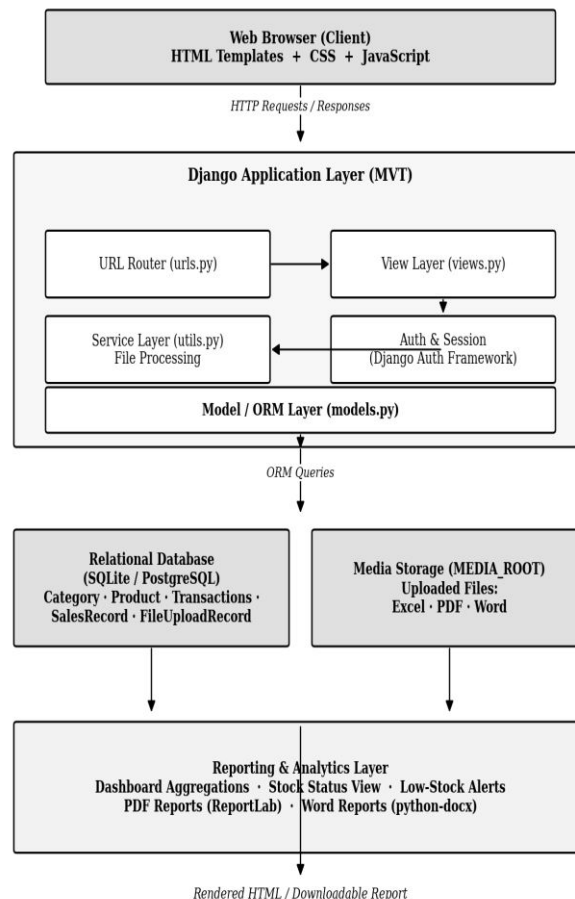 Web Browser (Client)
HTML Templates + CSS + JavaScript
HTTP Requests / Responses
Django Application Layer (MVT)
URL Router (urls.py)
View Layer (views.py)
Service Layer (utils.py)
File Processing
Auth & Session
(Django Auth Framework)
Model / ORM Layer (models.py)
ORM Queries
Relational Database
(SQLite / PostgreSQL)
Category · Product · Transactions ·
SalesRecord · FileUploadRecord
Media Storage (MEDIA_ROOT)
Uploaded Files:
Excel · PDF · Word
Reporting & Analytics Layer
Dashboard Aggregations · Stock Status View · Low-Stock Alerts
PDF Reports (ReportLab) · Word Reports (python-docx)
Rendered HTML / Downloadable Report